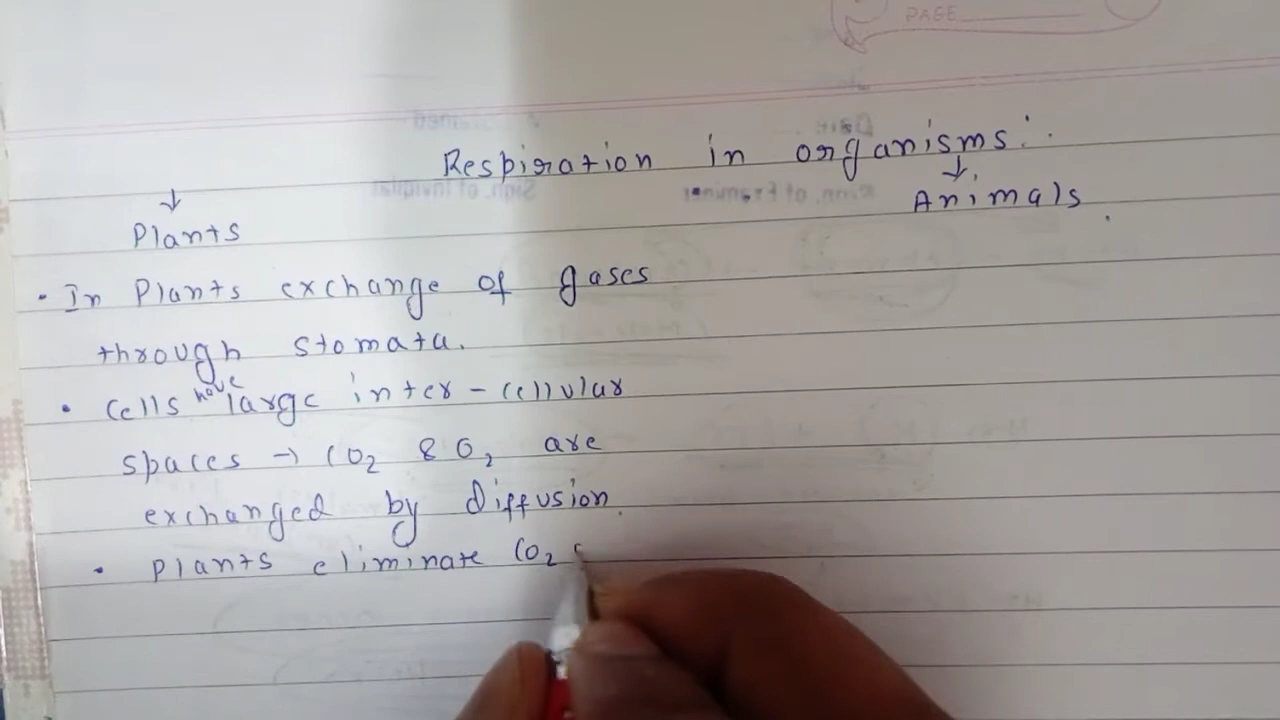 PAGE
Respiration in organisms:
Plants
Animals.
• In Plants exchange of gases
through stomata.
• Cells have large inter-cellular
spaces → CO₂ & O₂ are
exchanged by diffusion.
• Plants eliminate CO₂